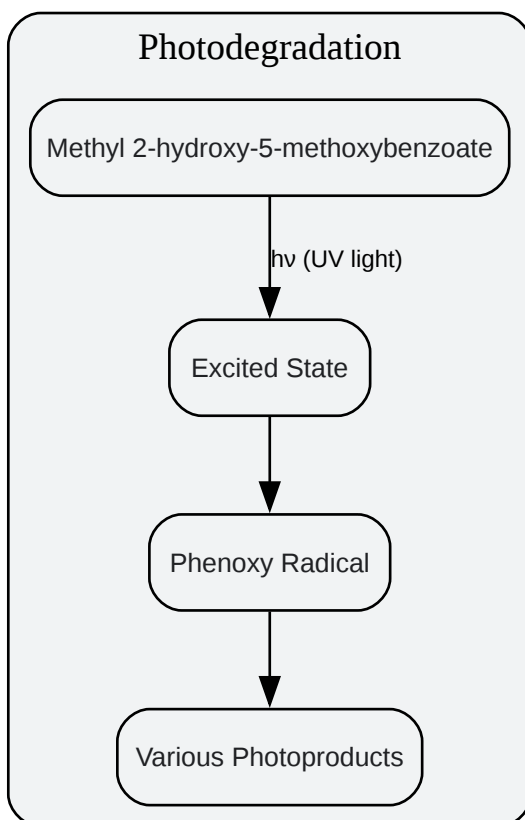 Photodegradation
Methyl 2-hydroxy-5-methoxybenzoate
hν (UV light)
Excited State
Phenoxy Radical
Various Photoproducts